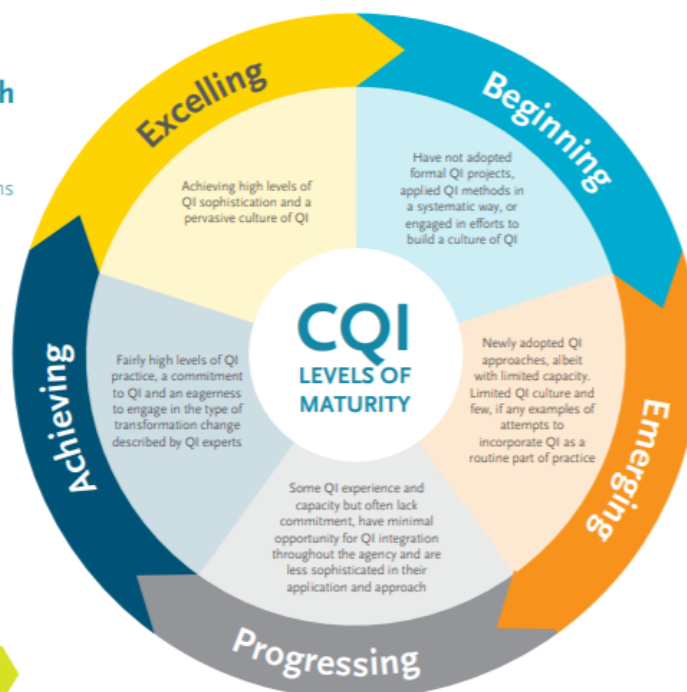 h
ns
Excelling
Achieving high levels of
QI sophistication and a
pervasive culture of QI
Beginning
Have not adopted
formal QI projects,
applied QI methods in
a systematic way, or
engaged in efforts to
build a culture of QI
CQI
LEVELS OF
MATURITY
Emerging
Newly adopted QI
approaches, albeit
with limited capacity.
Limited QI culture and
few, if any examples of
attempts to
incorporate QI as a
routine part of practice
Progressing
Some QI experience and
capacity but often lack
commitment, have minimal
opportunity for QI integration
throughout the agency and are
less sophisticated in their
application and approach
Achieving
Fairly high levels of QI
practice, a commitment
to QI and an eagerness
to engage in the type of
transformation change
described by QI experts